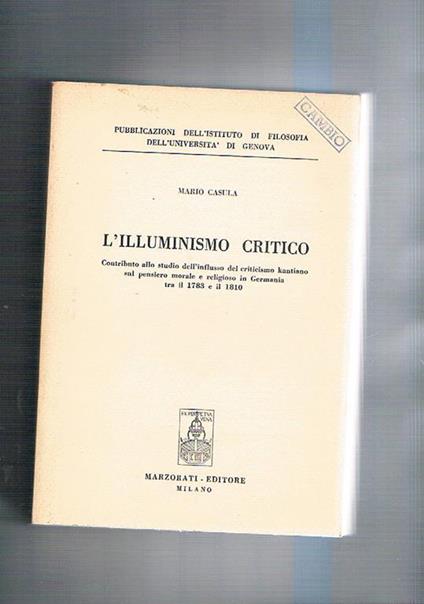 CAMBIO
PUBBLICAZIONI DELL'ISTITUTO DI FILOSOFIA
DELL'UNIVERSITA' DI GENOVA
MARIO CASULA
L'ILLUMINISMO CRITICO
Contributo allo studio dell'influsso del criticismo kantiano
sul pensiero morale e religioso in Germania
tra il 1783 e il 1810
MARZORATI - EDITORE
MILANO